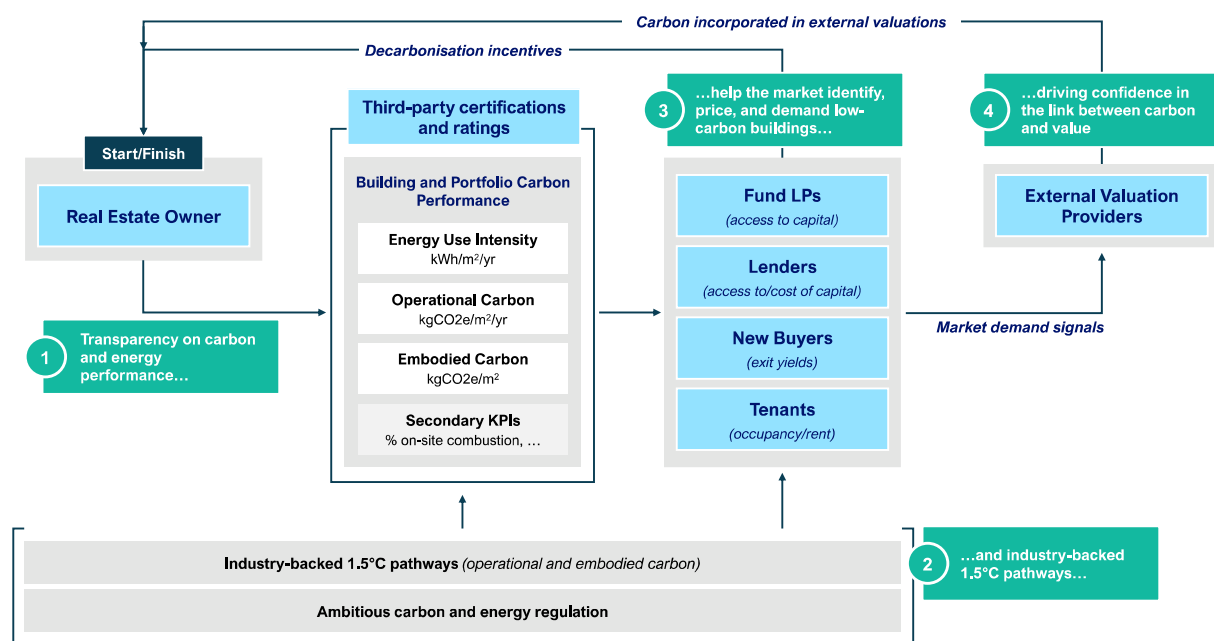 Carbon incorporated in external valuations
Decarbonisation incentives
Start/Finish
Real Estate Owner
1
Transparency on carbon
and energy
performance…
Third-party certifications
and ratings
Building and Portfolio Carbon
Performance
Energy Use Intensity
kWh/m²/yr
Operational Carbon
kgCO2e/m²/yr
Embodied Carbon
kgCO2e/m²
Secondary KPIs
% on-site combustion, …
3
…help the market identify,
price, and demand low-
carbon buildings…
Fund LPs
(access to capital)
Lenders
(access to/cost of capital)
New Buyers
(exit yields)
Tenants
(occupancy/rent)
4
…driving confidence in
the link between carbon
and value
External Valuation
Providers
Market demand signals
Industry-backed 1.5°C pathways (operational and embodied carbon)
Ambitious carbon and energy regulation
2
…and industry-backed
1.5°C pathways…